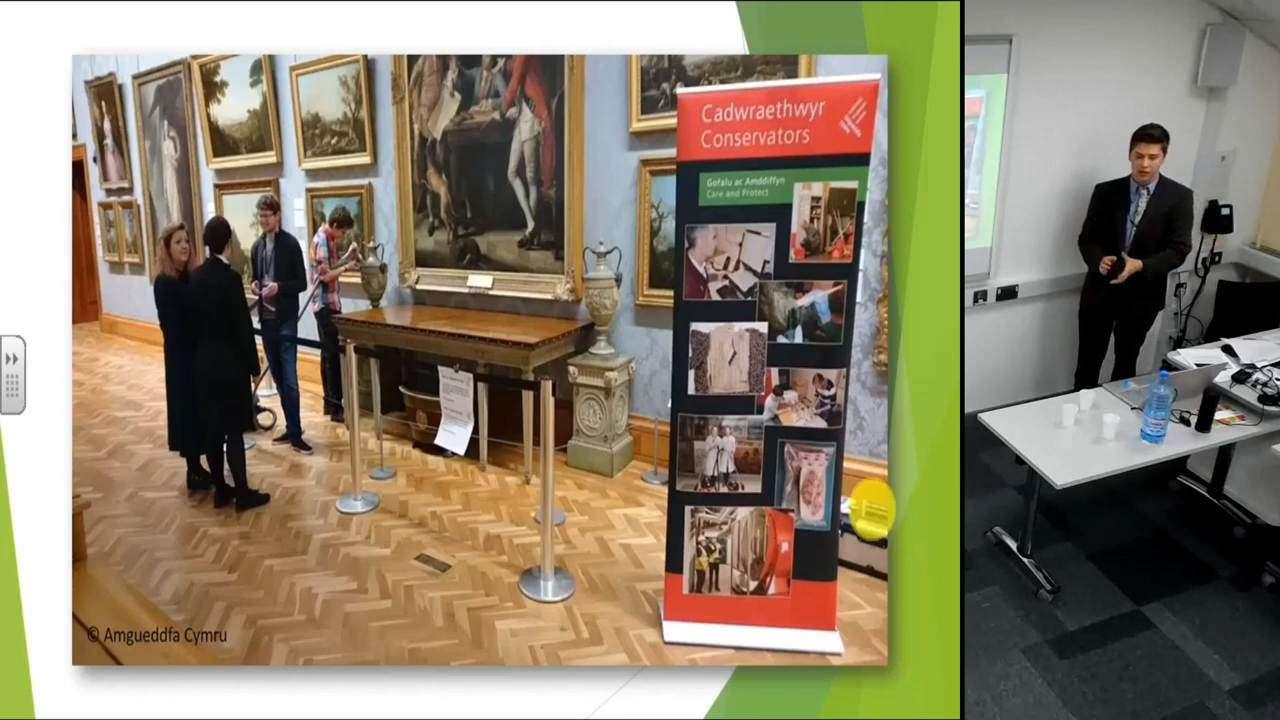 Cadwraethwyr
Conservators
Gofalu ac Amddiffyn
Care and Protect
© Amgueddfa Cymru